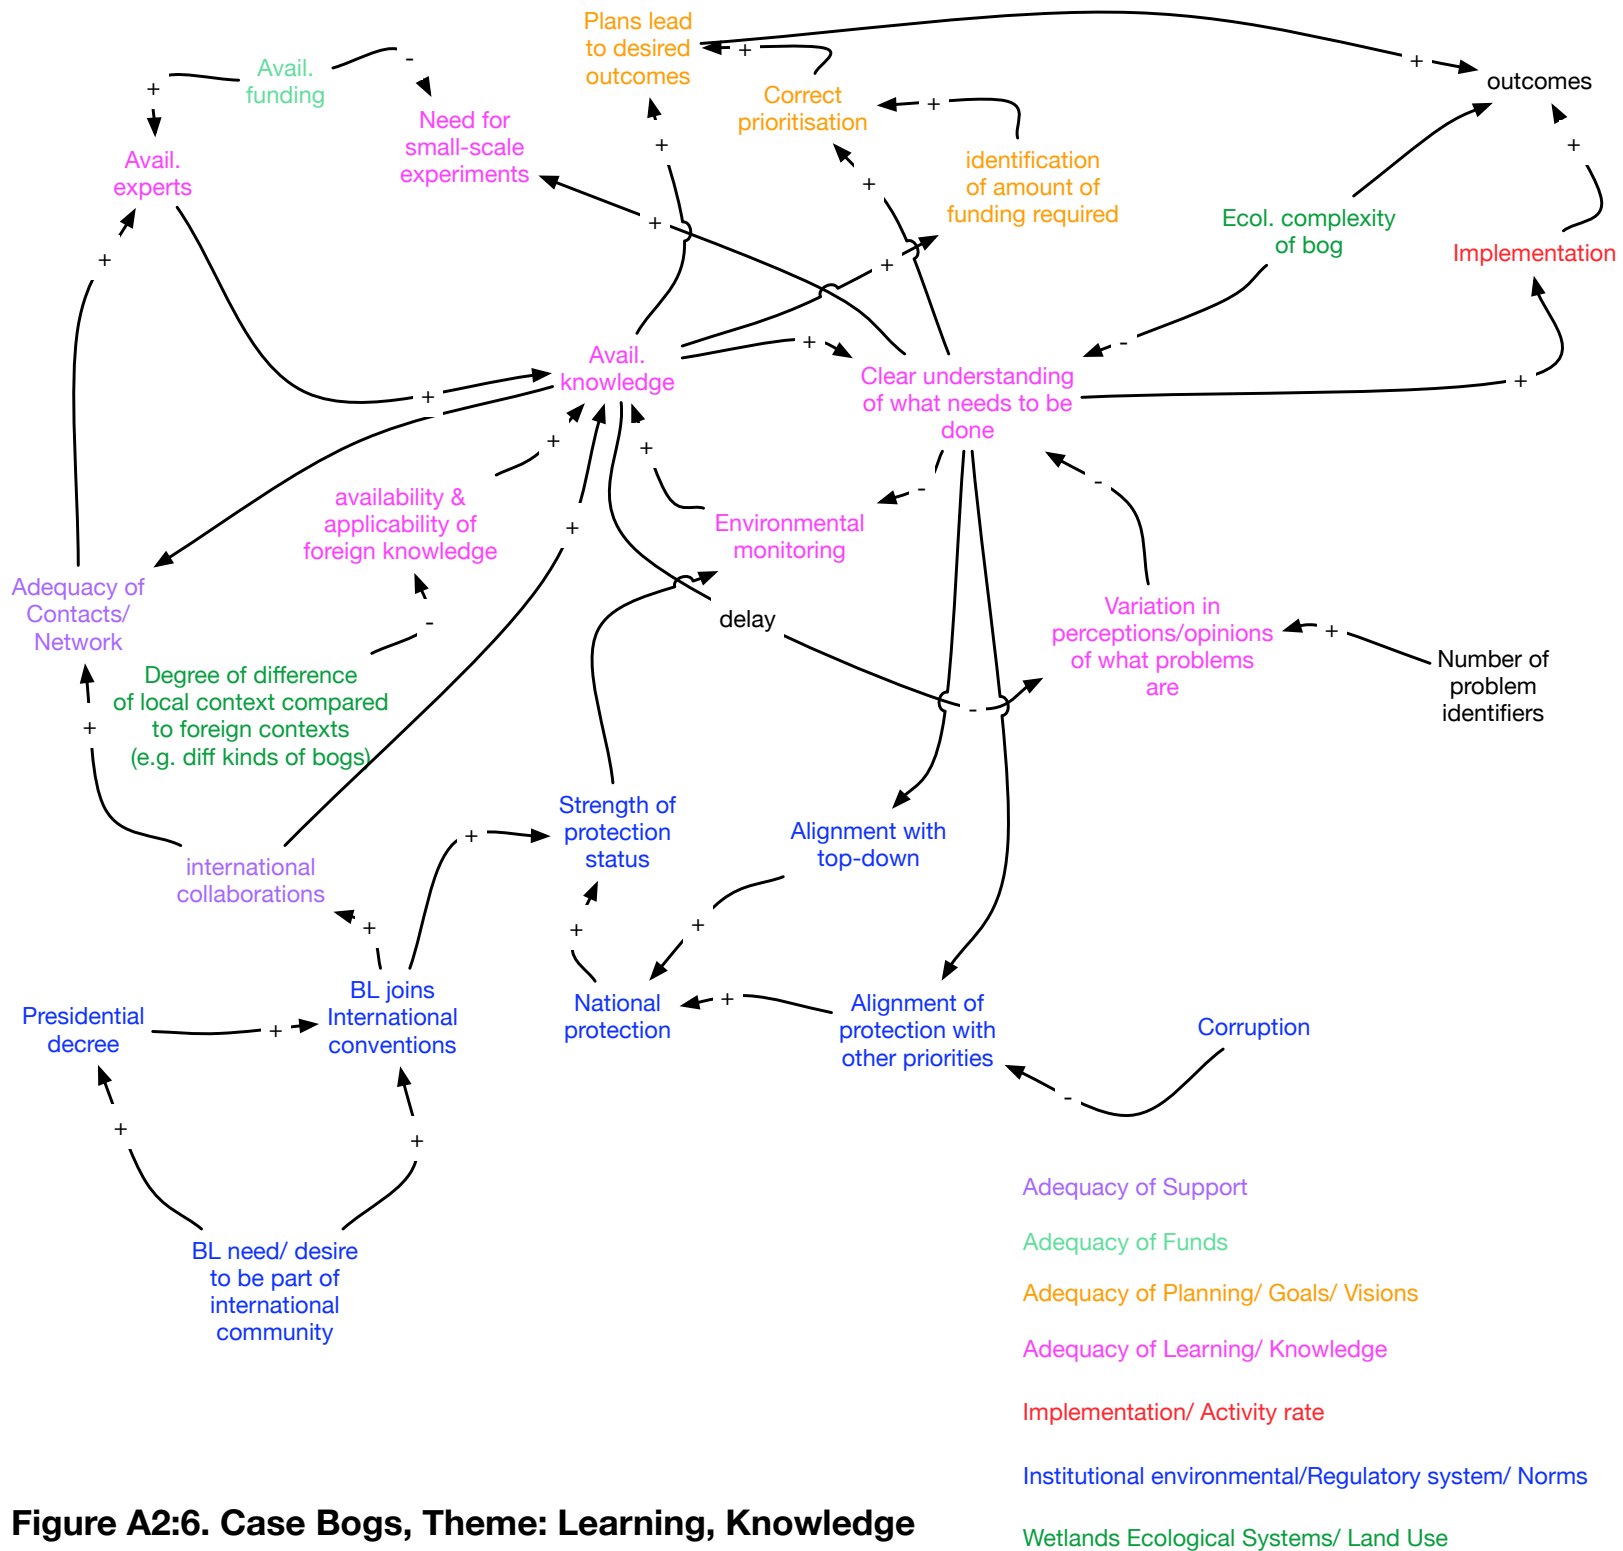 Plans lead
to desired
outcomes
+
+
outcomes
Avail.
funding
-
+
Need for
small-scale
experiments
Correct
prioritisation
+
identification
of amount of
funding required
+
+
Avail.
experts
+
+
+
+
Ecol. complexity
of bog
Implementation
+
-
+
+
Avail.
knowledge
+
Clear understanding
of what needs to be
done
+
+
+
-
-
availability &
applicability of
foreign knowledge
+
Environmental
monitoring
Adequacy of
Contacts/
Network
-
delay
Variation in
perceptions/opinions
of what problems
are
+
Number of
problem
identifiers
Degree of difference
of local context compared
to foreign contexts
(e.g. diff kinds of bogs)
+
-
Strength of
protection
status
+
Alignment with
top-down
international
collaborations
+
+
+
BL joins
International
conventions
Presidential
decree
+
National
protection
+
Alignment of
protection with
other priorities
Corruption
-
+
+
BL need/ desire
to be part of
international
community
Adequacy of Support
Adequacy of Funds
Adequacy of Planning/ Goals/ Visions
Adequacy of Learning/ Knowledge
Implementation/ Activity rate
Institutional environmental/Regulatory system/ Norms
Wetlands Ecological Systems/ Land Use
Figure A2:6. Case Bogs, Theme: Learning, Knowledge